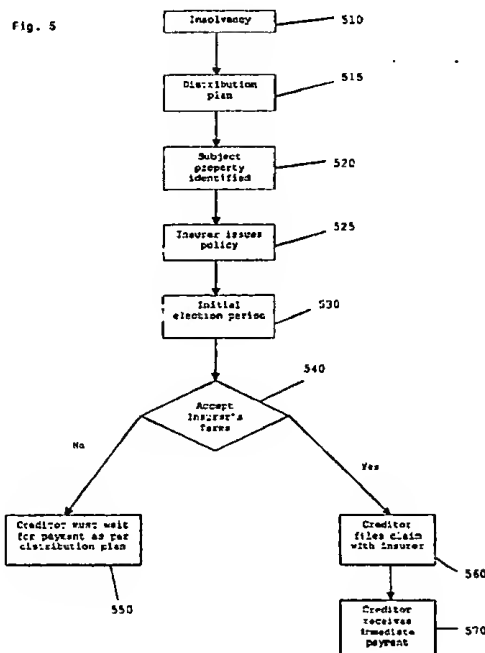 Fig. 5
Insolvancy
510
Distribution
plan
515
Subject
property
identified
520
Insurer issues
policy
525
Initial
election period
530
540
Accept
Insurer's
Terms
No
Yes
Creditor must wait
for payment as per
distribution plan
550
Creditor
files claim
with insurer
560
Creditor
receives
immediate
payment
570